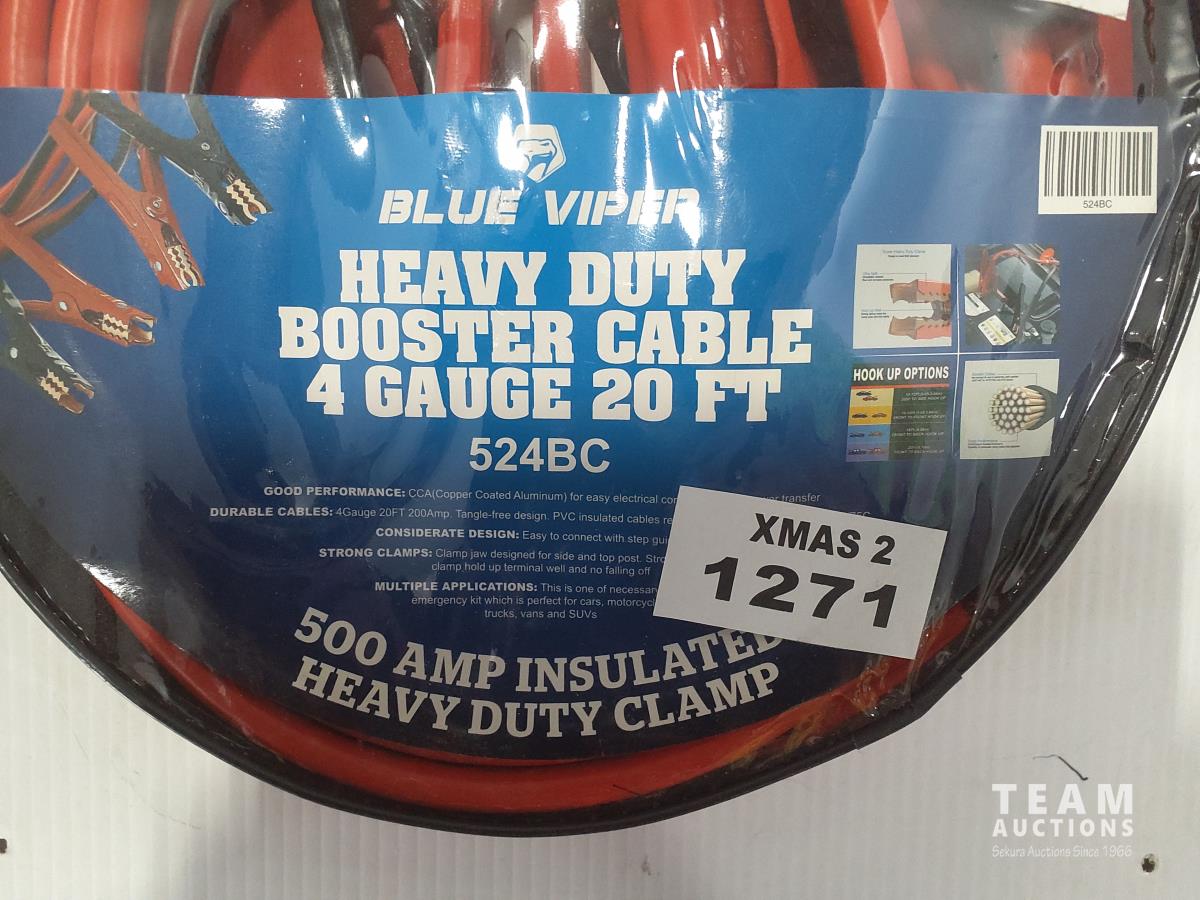 BLUE VIPER
HEAVY DUTY
BOOSTER CABLE
4 GAUGE 20 FT
524BC
524BC
HOOK UP OPTIONS
GOOD PERFORMANCE: CCA(Copper Coated Aluminum) for easy electrical transfer
DURABLE CABLES: 4Gauge 20FT 200Amp. Tangle-free design. PVC insulated cables
CONSIDERATE DESIGN: Easy to connect with step
STRONG CLAMPS: Clamp jaw designed for side and top post.
clamp hold up terminal well and no falling off
MULTIPLE APPLICATIONS: This is one of necessary
emergency kit which is perfect for cars,
trucks, vans and SUVs
500 AMP INSULATED
HEAVY DUTY CLAMP
XMAS 2
1271
TEAM
AUCTIONS
Sekura Auctions Since 1966